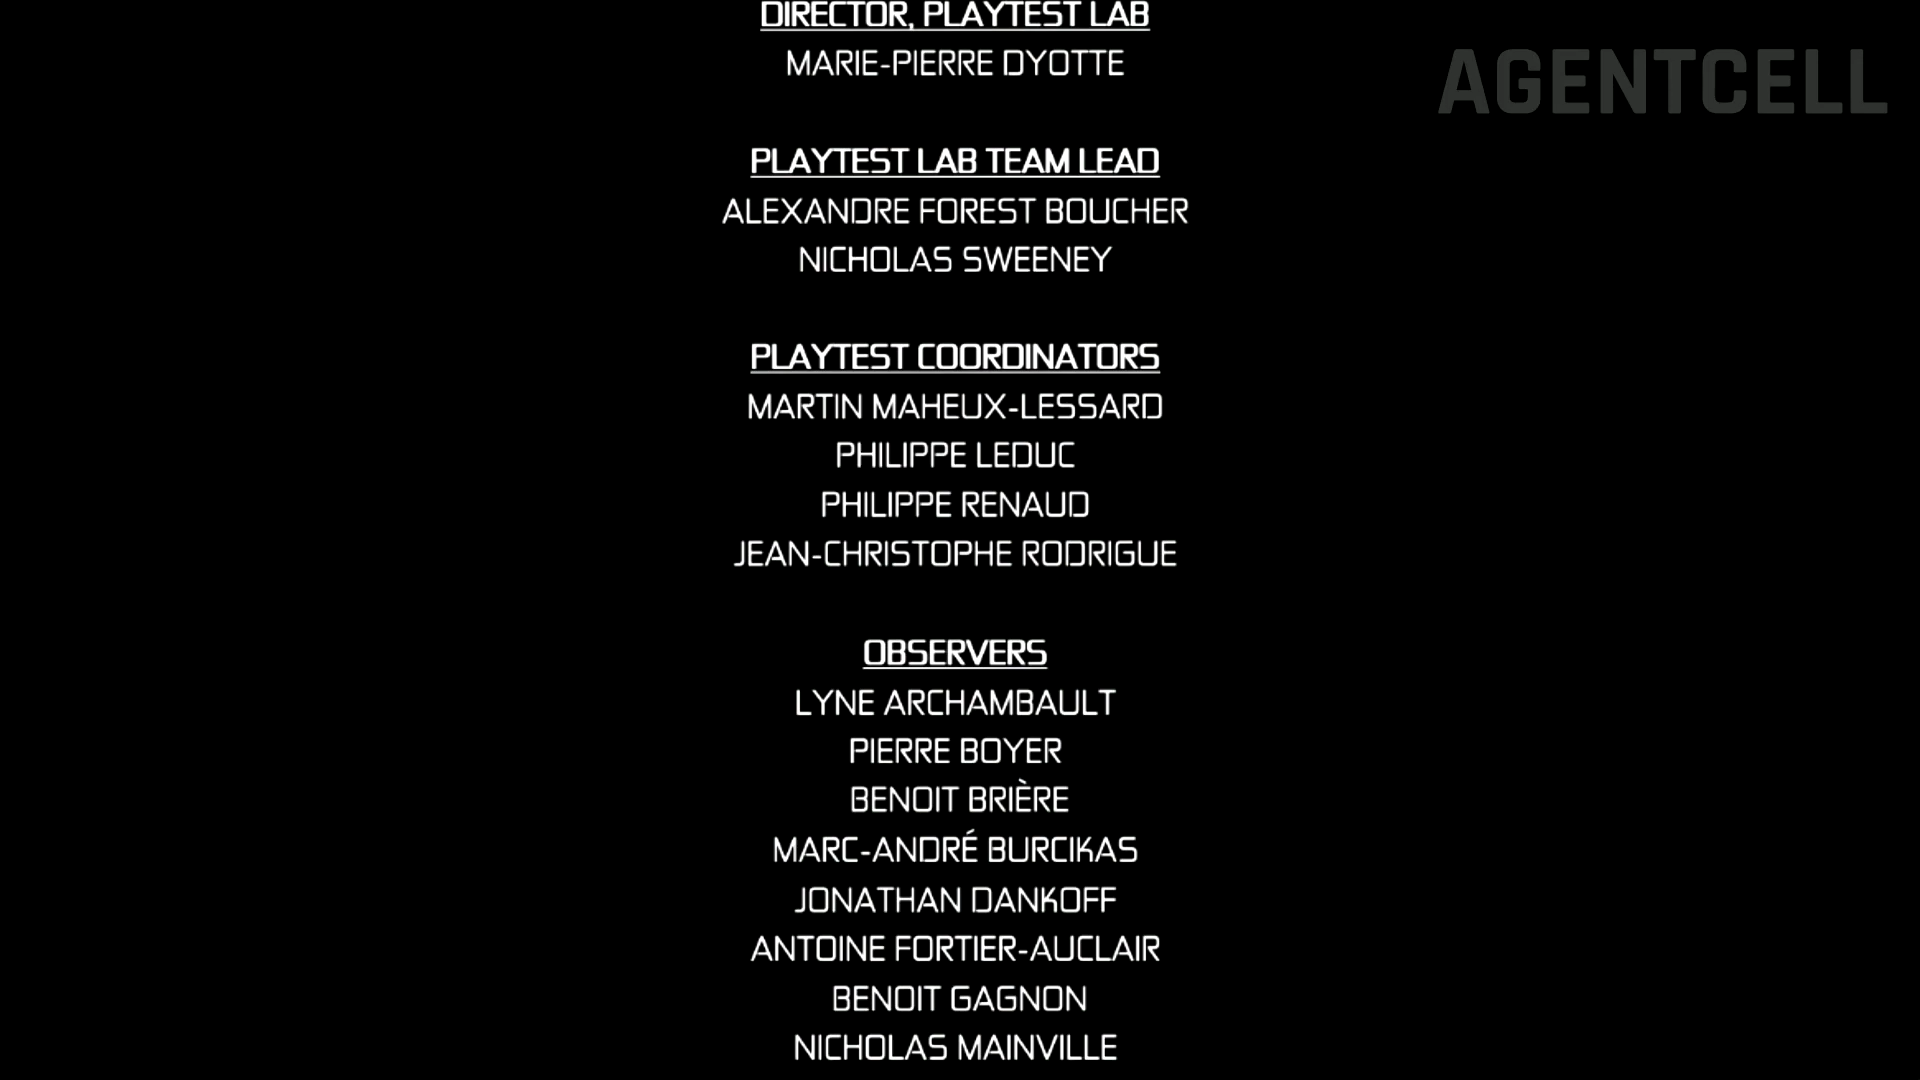 DIRECTOR, PLAYTEST LAB
MARIE-PIERRE DYOTTE
AGENTCELL
PLAYTEST LAB TEAM LEAD
ALEXANDRE FOREST BOUCHER
NICHOLAS SWEENEY
PLAYTEST COORDINATORS
MARTIN MAHEUX-LESSARD
PHILIPPE LEDUC
PHILIPPE RENAUD
JEAN-CHRISTOPHE RODRIGUE
OBSERVERS
LYNE ARCHAMBAULT
PIERRE BOYER
BENOIT BRIÈRE
MARC-ANDRÉ BURCIKAS
JONATHAN DANKOFF
ANTOINE FORTIER-AUCLAIR
BENOIT GAGNON
NICHOLAS MAINVILLE